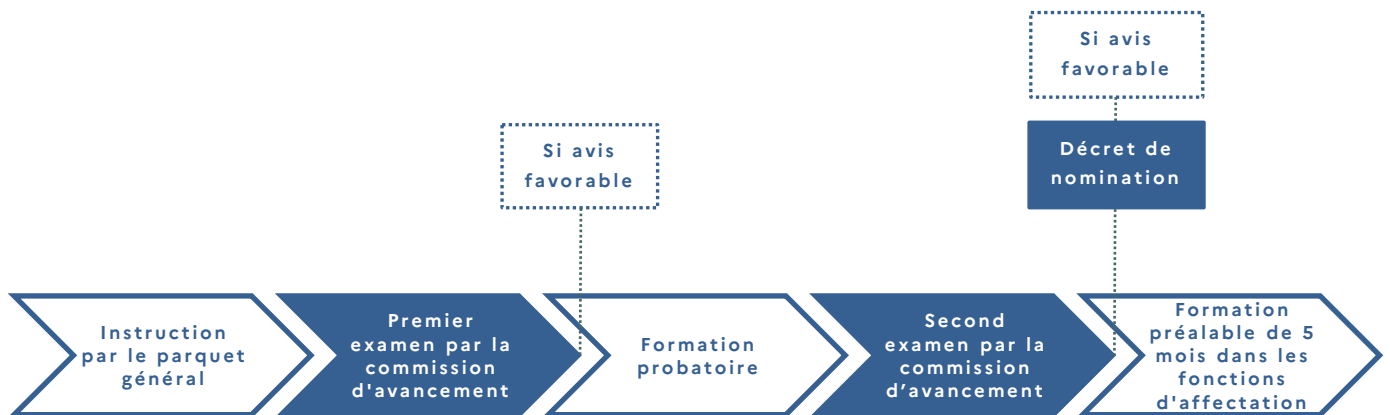 Si avis
favorable
Décret de
nomination
Si avis
favorable
Instruction
par le parquet
général
Premier
examen par la
commission
d'avancement
Formation
probatoire
Second
examen par la
commission
d’avancement
Formation
préalable de 5
mois dans les
fonctions
d'affectation